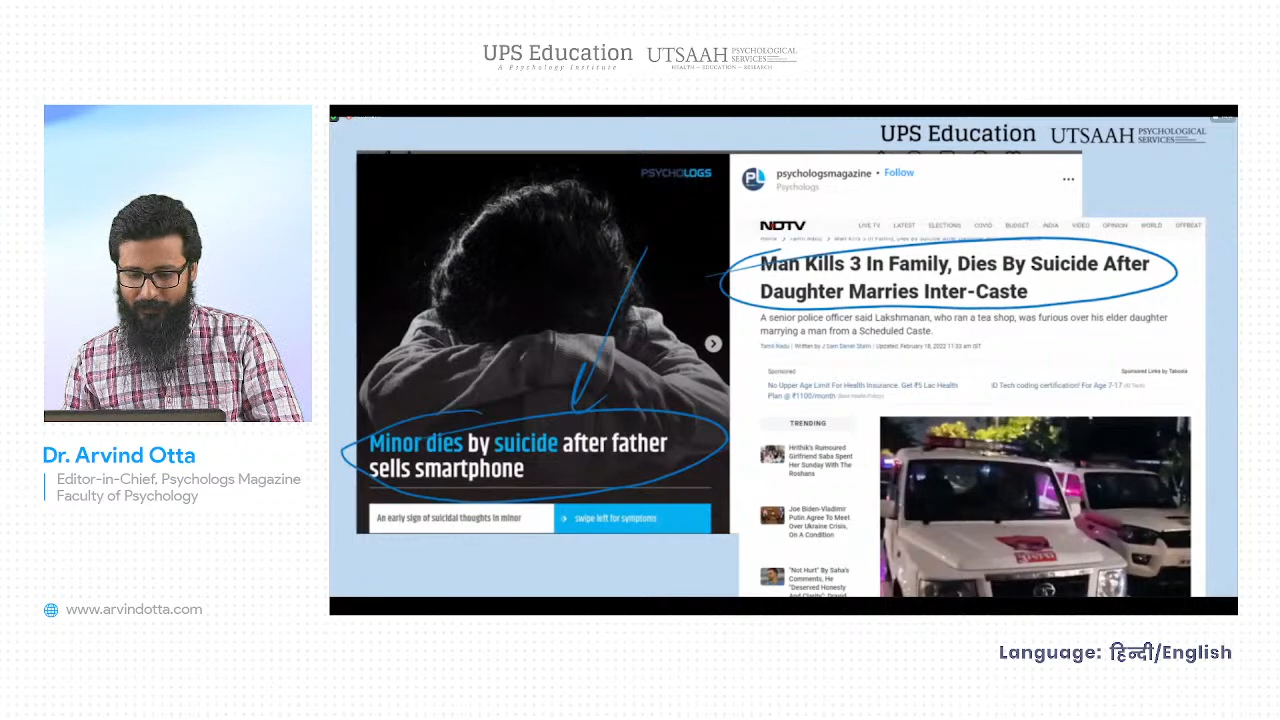 UPS Education
A Psychology Institute
UTSAAH PSYCHOLOGICAL SERVICES
HEALTH – EDUCATION – RESEARCH
UPS Education UTSAAH PSYCHOLOGICAL SERVICES
PSYCHOLOGS
psychologsmagazine • Follow
Psychologs
Minor dies by suicide after father
sells smartphone
An early sign of suicidal thoughts in minor
swipe left for symptoms
NDTV
LIVE TV LATEST ELECTIONS COVID BUDGET INDIA VIDEO OPINION WORLD OFFBEAT
Man Kills 3 In Family, Dies By Suicide After
Daughter Marries Inter-Caste
A senior police officer said Lakshmanan, who ran a tea shop, was furious over his elder daughter
marrying a man from a Scheduled Caste.
Tamil Nadu | Written by J Sam Daniel Stalin | Updated: February 18, 2022 11:33 am IST
Sponsored
Sponsored Links by Taboola
No Upper Age Limit For Health Insurance. Get ₹5 Lac Health
Plan @ ₹1100/month
ID Tech coding certification! For Age 7-17
TRENDING
Hrithik's Rumoured
Girlfriend Saba Spent
Her Sunday With The
Roshans
Joe Biden-Vladimir
Putin Agree To Meet
Over Ukraine Crisis,
On A Condition
"Not Hurt" By Saba's
Comments, He
"Deserved Honesty
Dr. Arvind Otta
Editor-in-Chief, Psychologs Magazine
Faculty of Psychology
www.arvindotta.com
Language: हिन्दी/English